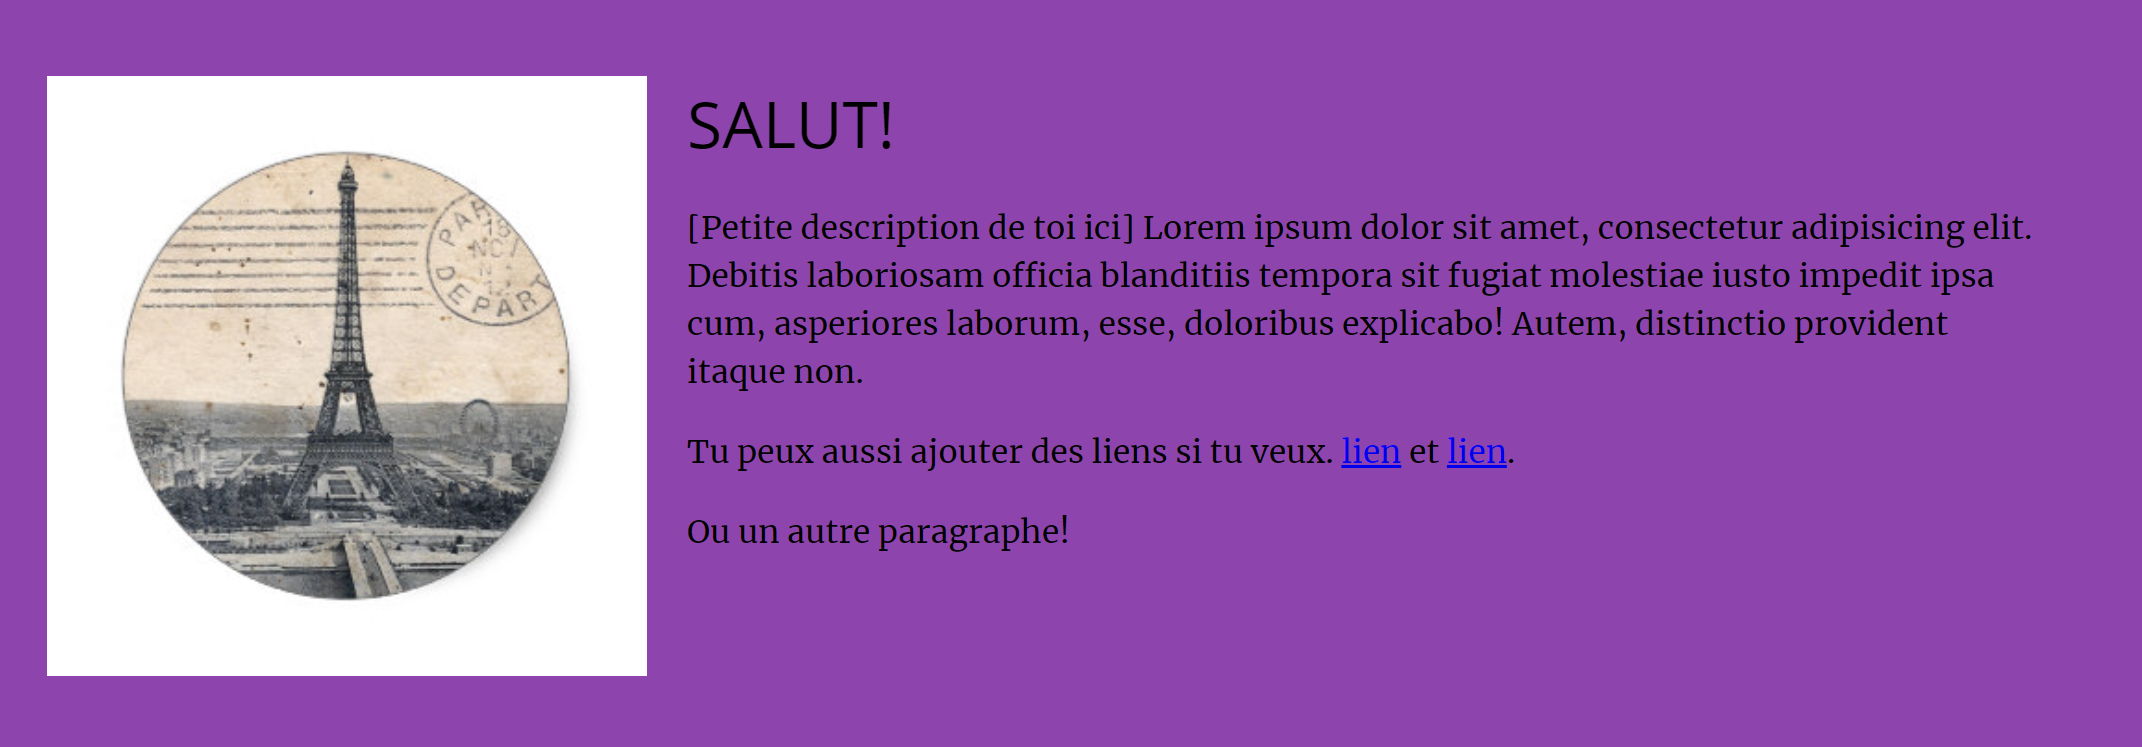 PARIS
DEPART
SALUT!
[Petite description de toi ici] Lorem ipsum dolor sit amet, consectetur adipisicing elit.
Debitis laboriosam officia blanditiis tempora sit fugiat molestiae iusto impedit ipsa
cum, asperiores laborum, esse, doloribus explicabo! Autem, distinctio provident
itaque non.
Tu peux aussi ajouter des liens si tu veux. lien et lien.
Ou un autre paragraphe!